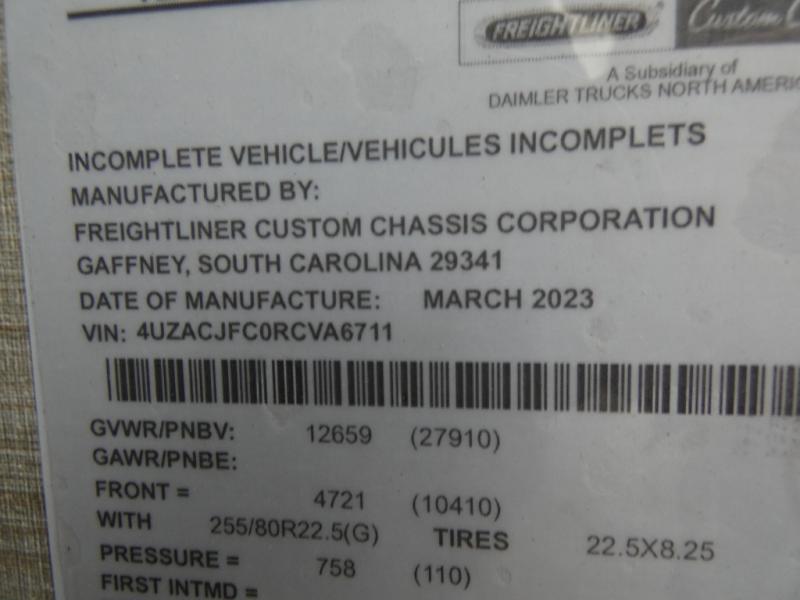 FREIGHTLINER Custom
A Subsidiary of
DAIMLER TRUCKS NORTH AMERIC
INCOMPLETE VEHICLE/VEHICULES INCOMPLETS
MANUFACTURED BY:
FREIGHTLINER CUSTOM CHASSIS CORPORATION
GAFFNEY, SOUTH CAROLINA 29341
DATE OF MANUFACTURE: MARCH 2023
VIN: 4UZACJFC0RCVA6711
GVWR/PNBV: 12659 (27910)
GAWR/PNBE:
FRONT = 4721 (10410)
WITH 255/80R22.5(G) TIRES 22.5X8.25
PRESSURE = 758 (110)
FIRST INTMD =